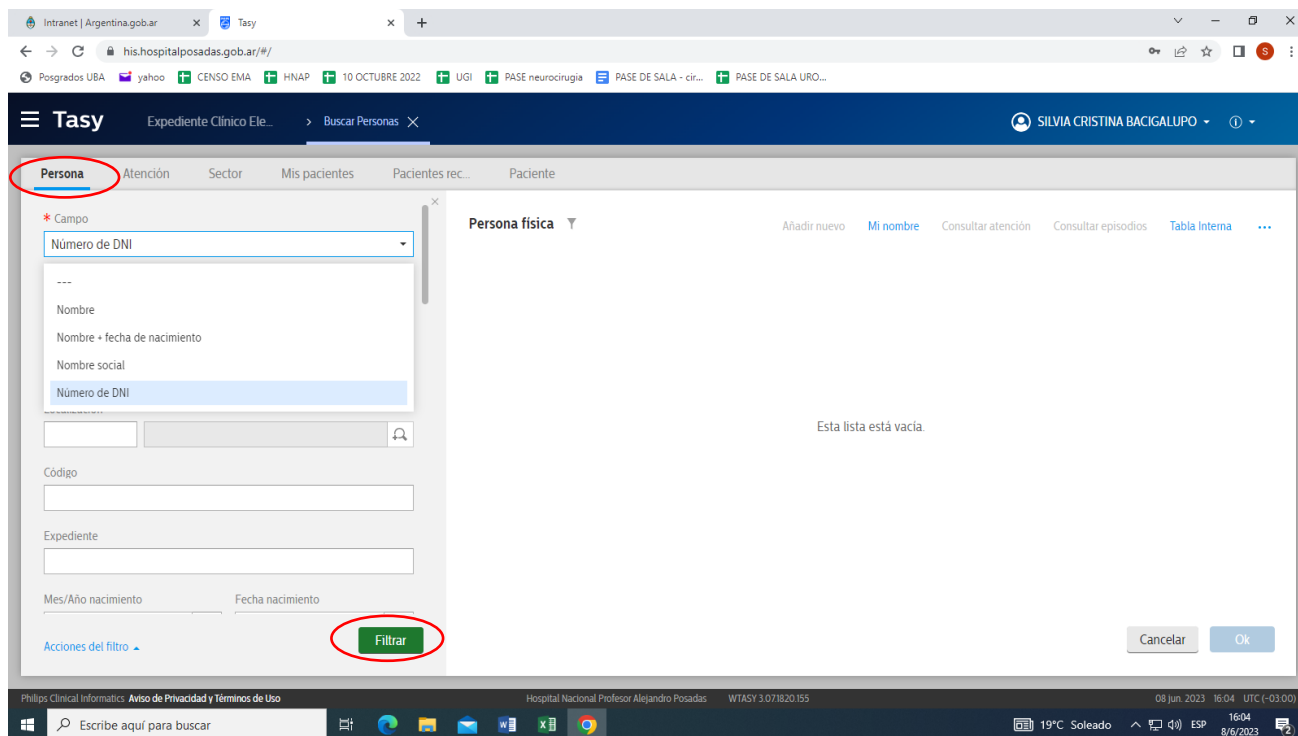 Intranet | Argentina.gob.ar
Tasy
his.hospitalposadas.gob.ar/#/
Posgrados UBA yahoo CENSO EMA HNAP 10 OCTUBRE 2022 UGI PASE neurocirugia PASE DE SALA - cir... PASE DE SALA URO...
S
Tasy Expediente Clínico Ele... > Buscar Personas SILVIA CRISTINA BACIGALUPO
Persona Atención Sector Mis pacientes Pacientes rec... Paciente
* Campo
Número de DNI
---
Nombre
Nombre + fecha de nacimiento
Nombre social
Número de DNI
Localización
Código
Expediente
Mes/Año nacimiento Fecha nacimiento
Acciones del filtro Filtrar
Persona física Añadir nuevo Mi nombre Consultar atención Consultar episodios Tabla Interna ...
Esta lista está vacía.
Cancelar Ok
Philips Clinical Informatics Aviso de Privacidad y Términos de Uso Hospital Nacional Profesor Alejandro Posadas WTASY 3.07.1820.155 08 jun. 2023 16:04 UTC (-03:00)
Escribe aquí para buscar 19°C Soleado ESP 16:04
8/6/2023 2